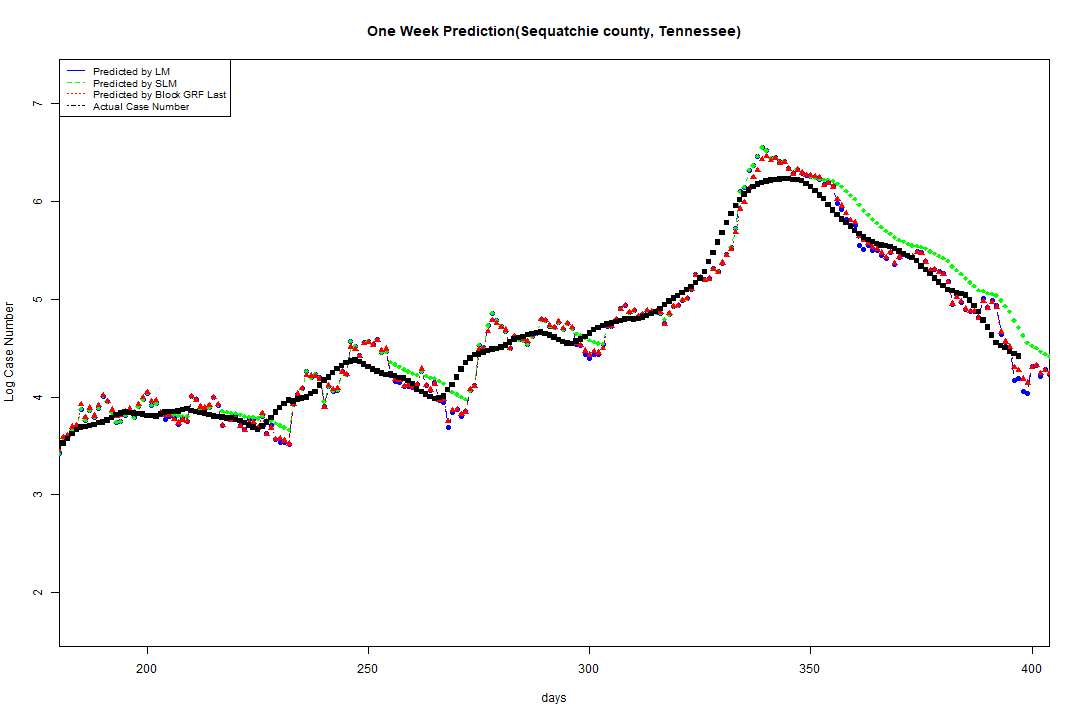 One Week Prediction(Sequatchie county, Tennessee)
Predicted by LM
Predicted by SLM
Predicted by Block GRF Last
Actual Case Number
7
6
5
4
3
2
Log Case Number
200 250 300 350 400
days